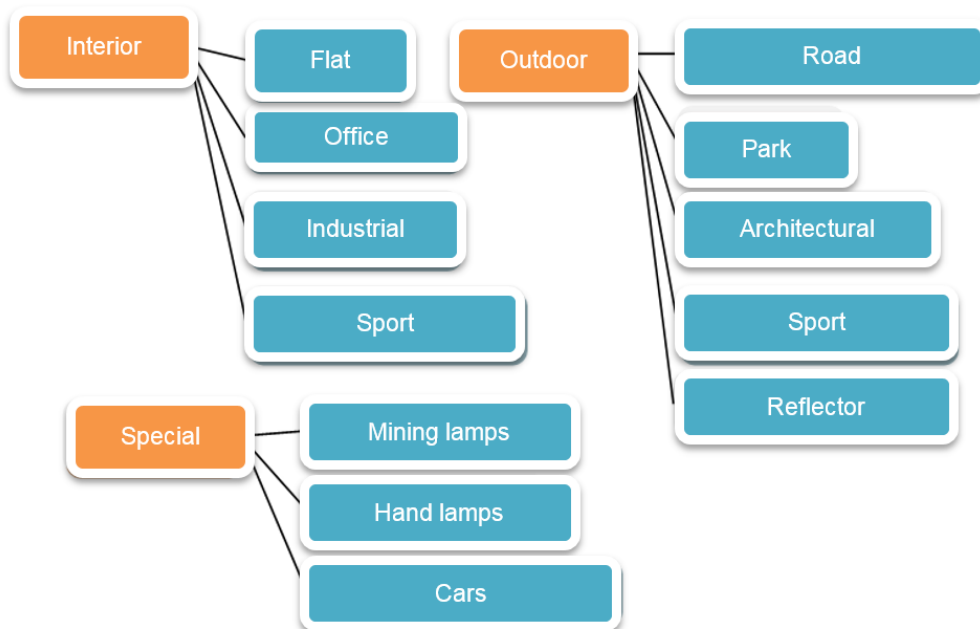 Interior
Flat
Office
Industrial
Sport
Outdoor
Road
Park
Architectural
Sport
Reflector
Special
Mining lamps
Hand lamps
Cars